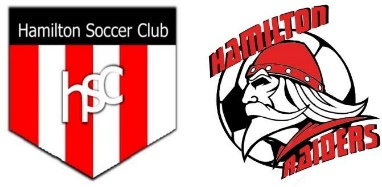 Hamilton Soccer Club
hsc
HAMILTON
RAIDERS